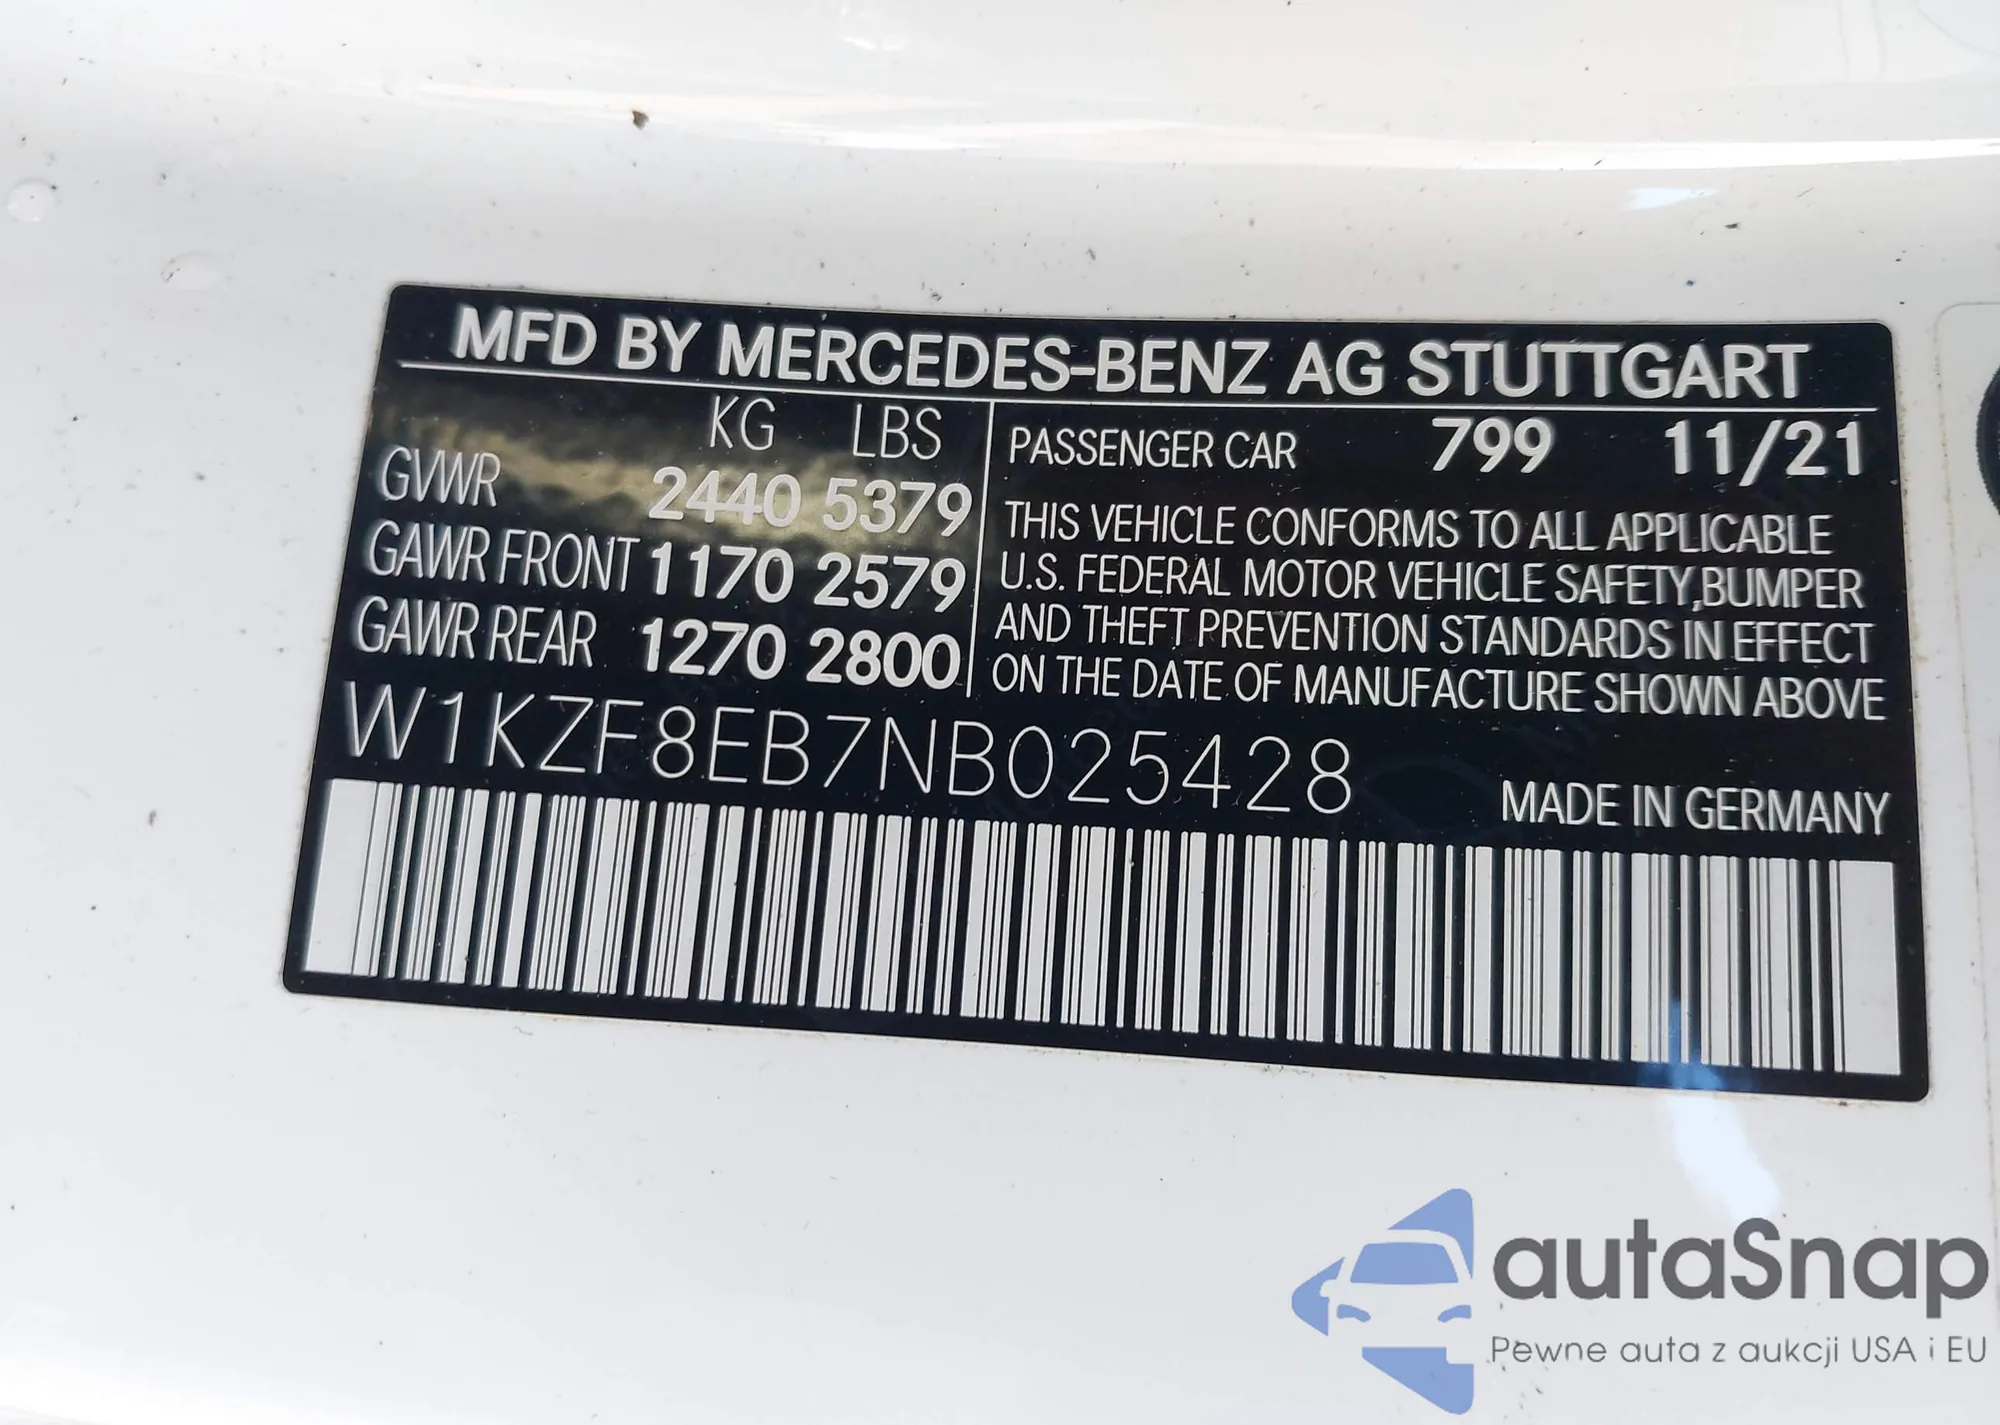 MFD BY MERCEDES-BENZ AG STUTTGART
KG LBS
GVWR 2440 5379
GAWR FRONT 1170 2579
GAWR REAR 1270 2800
PASSENGER CAR 799 11/21
THIS VEHICLE CONFORMS TO ALL APPLICABLE
U.S. FEDERAL MOTOR VEHICLE SAFETY,BUMPER
AND THEFT PREVENTION STANDARDS IN EFFECT
ON THE DATE OF MANUFACTURE SHOWN ABOVE
W1KZF8EB7NB025428
MADE IN GERMANY
autaSnap
Pewne auta z aukcji USA i EU